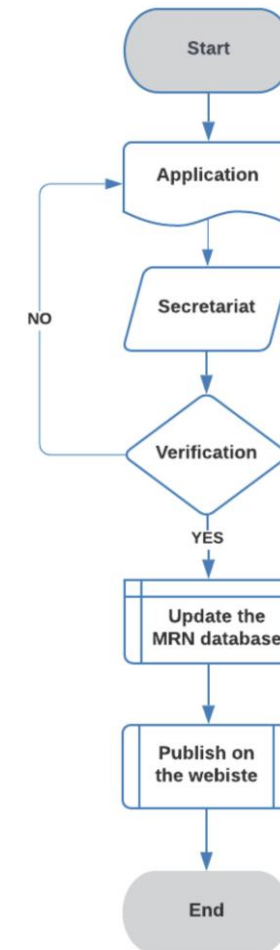 Start
Application
Secretariat
NO
Verification
YES
Update the
MRN database
Publish on
the webiste
End